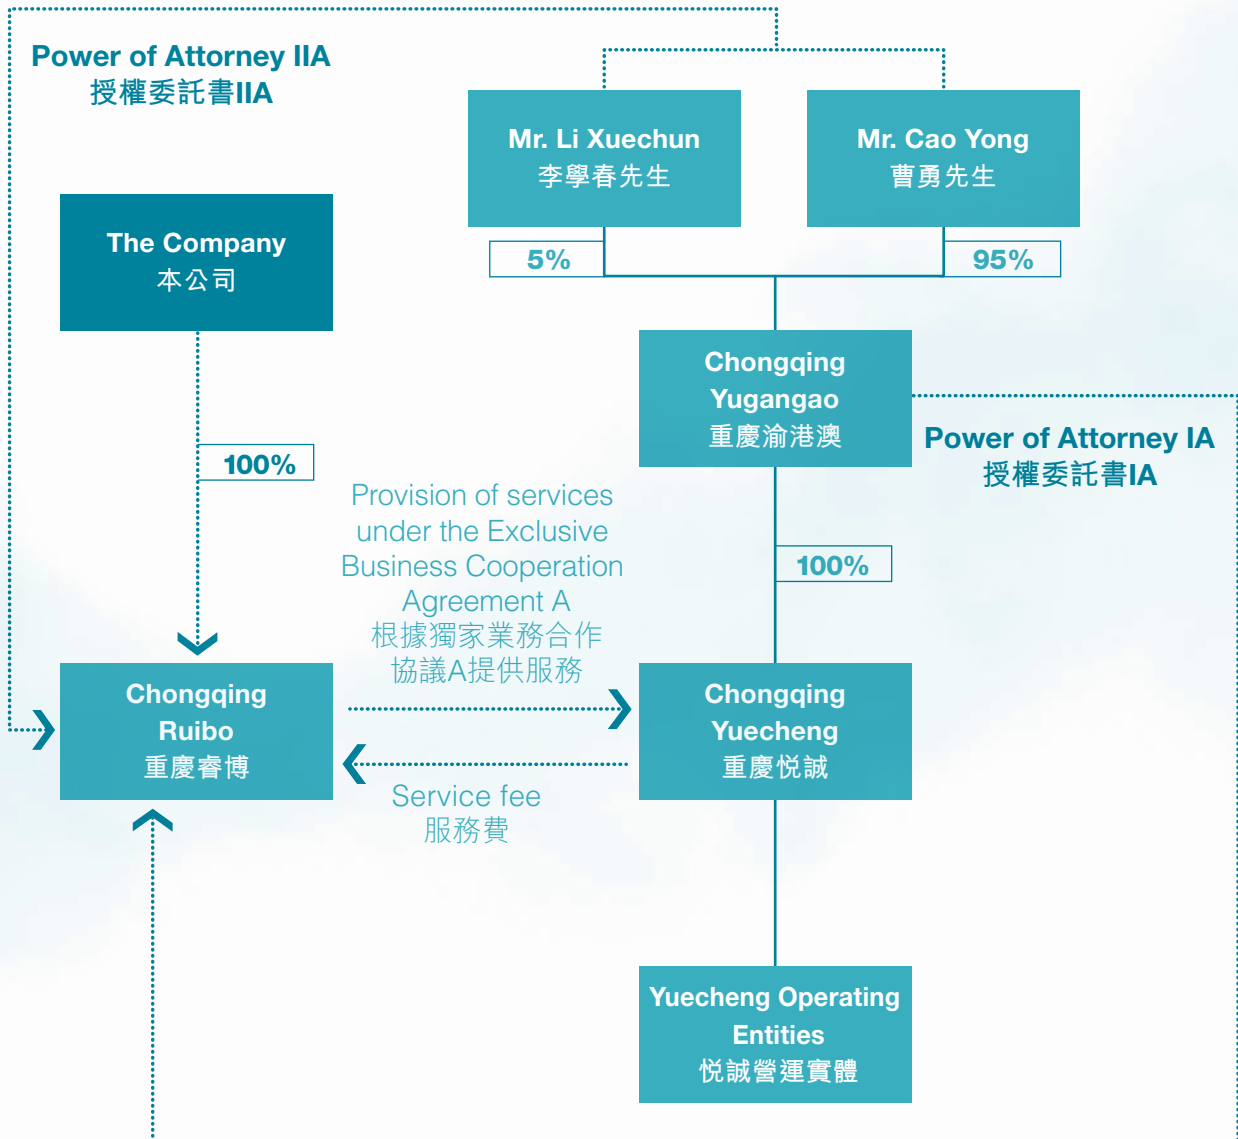 Power of Attorney IIA
授權委託書IIA
Mr. Li Xuechun
李學春先生
Mr. Cao Yong
曹勇先生
The Company
本公司
5%
95%
Chongqing
Yugangao
重慶渝港澳
Power of Attorney IA
授權委託書IA
100%
Provision of services
under the Exclusive
Business Cooperation
Agreement A
根據獨家業務合作
協議A提供服務
100%
Chongqing
Ruibo
重慶睿博
Chongqing
Yuecheng
重慶悦誠
Service fee
服務費
Yuecheng Operating
Entities
悦誠營運實體